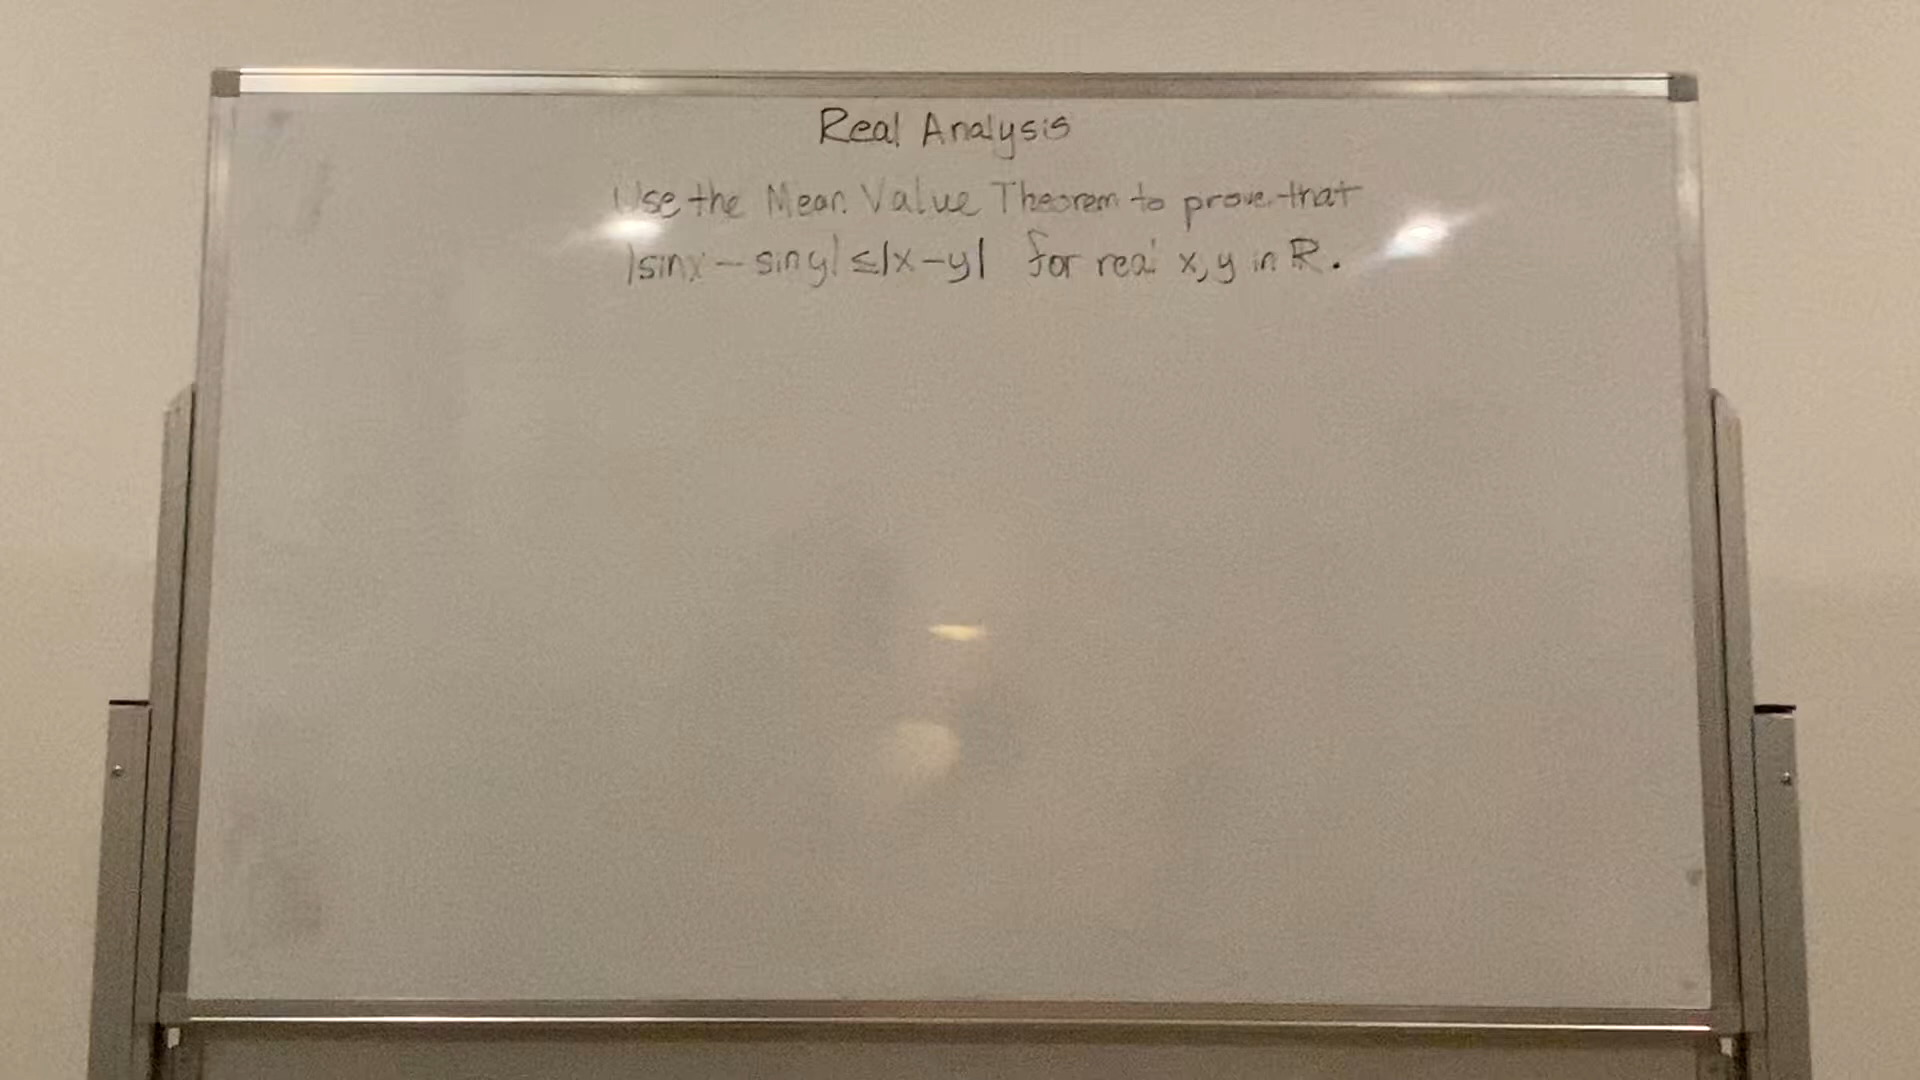 Real Analysis
Use the Mean Value Theorem to prove that
|sinx - siny| ≤ |x-y| for real x, y in R.